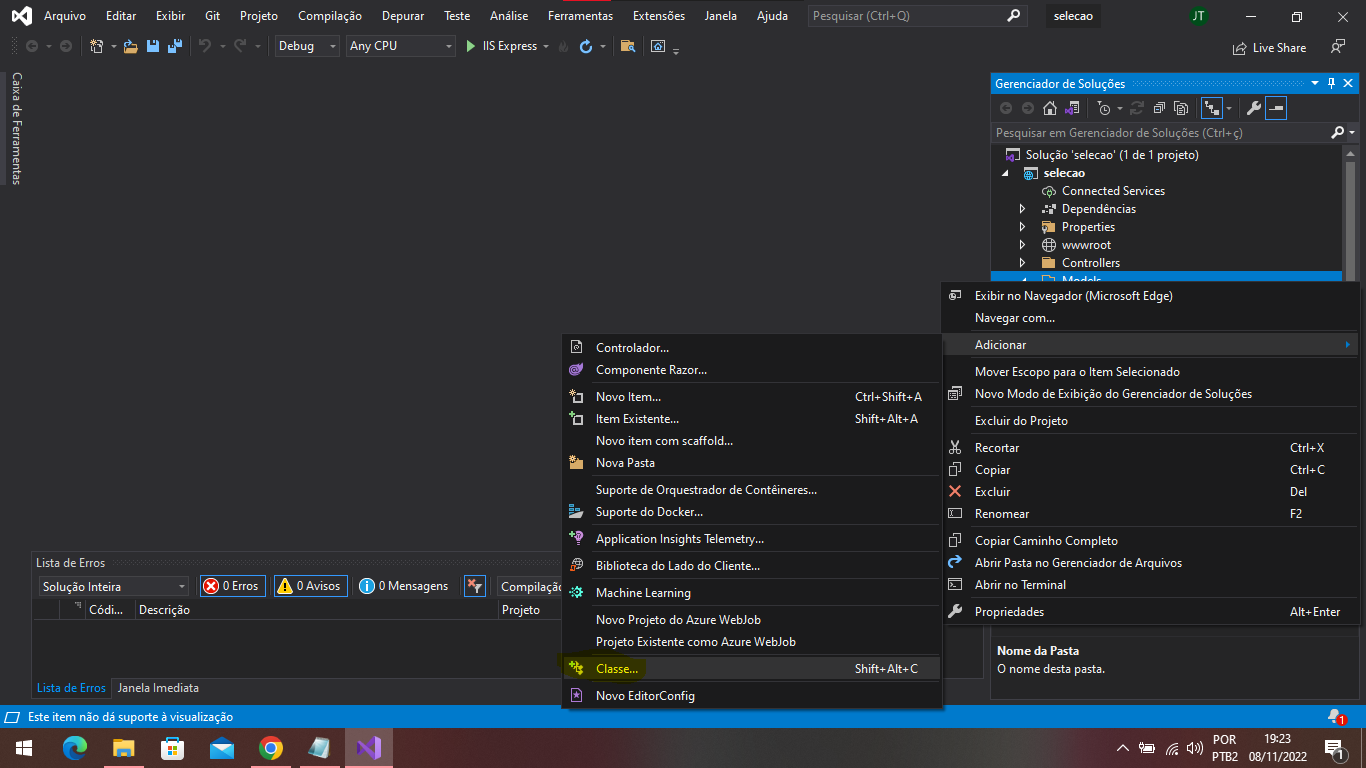 Arquivo Editar Exibir Git Projeto Compilação Depurar Teste Análise Ferramentas Extensões Janela Ajuda Pesquisar (Ctrl+Q) selecao JT
Debug Any CPU IIS Express Live Share
Caixa de Ferramentas
Gerenciador de Soluções
Pesquisar em Gerenciador de Soluções (Ctrl+ç)
Solução 'selecao' (1 de 1 projeto)
selecao
Connected Services
Dependências
Properties
wwwroot
Controllers
Models
Exibir no Navegador (Microsoft Edge)
Navegar com...
Adicionar
Mover Escopo para o Item Selecionado
Novo Modo de Exibição do Gerenciador de Soluções
Excluir do Projeto
Recortar Ctrl+X
Copiar Ctrl+C
Excluir Del
Renomear F2
Copiar Caminho Completo
Abrir Pasta no Gerenciador de Arquivos
Abrir no Terminal
Propriedades Alt+Enter
Controlador...
Componente Razor...
Novo Item... Ctrl+Shift+A
Item Existente... Shift+Alt+A
Novo item com scaffold...
Nova Pasta
Suporte de Orquestrador de Contêineres...
Suporte do Docker...
Application Insights Telemetry...
Biblioteca do Lado do Cliente...
Machine Learning
Novo Projeto do Azure WebJob
Projeto Existente como Azure WebJob
Classe... Shift+Alt+C
Novo EditorConfig
Lista de Erros
Solução Inteira 0 Erros 0 Avisos 0 Mensagens Compilação
Códi... Descrição Projeto
Lista de Erros Janela Imediata
Nome da Pasta
O nome desta pasta.
Este item não dá suporte à visualização 1
POR 19:23
PTB2 08/11/2022 1